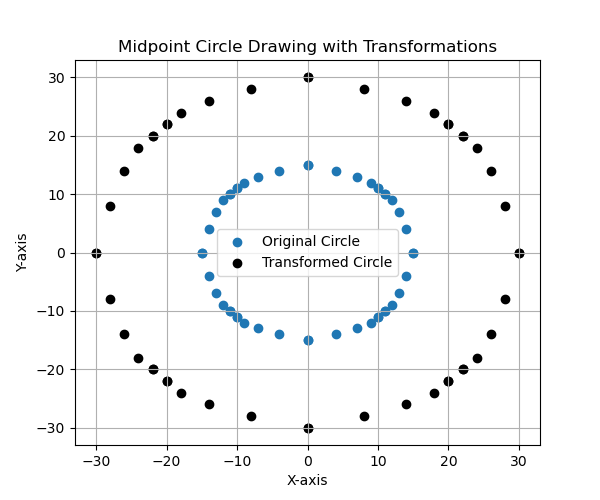 Midpoint Circle Drawing with Transformations
30
20
10
0
−10
−20
−30
Y-axis
Original Circle
Transformed Circle
−30 −20 −10 0 10 20 30
X-axis